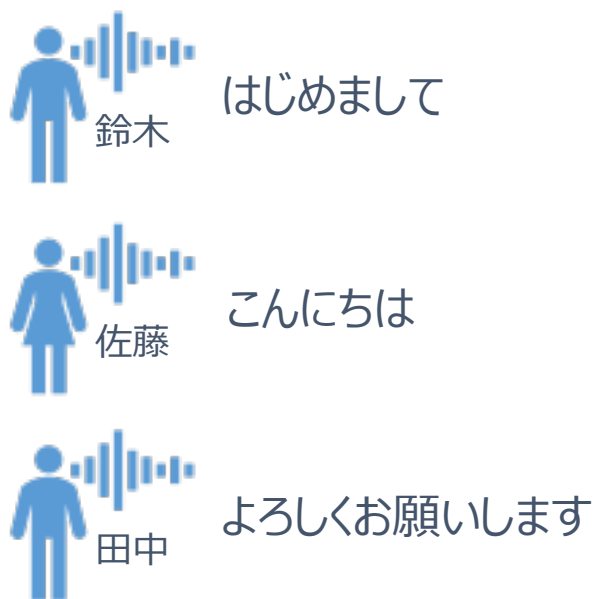 はじめまして
鈴木
こんにちは
佐藤
よろしくお願いします
田中